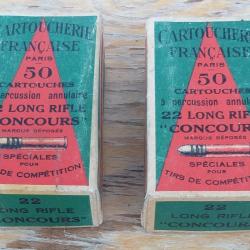 CARTOUCHERIE
FRANÇAISE
PARIS
50
CARTOUCHES
à percussion annulaire
22 LONG RIFLE
"CONCOURS"
MARQUE DÉPOSÉE
SPÉCIALES
POUR
TIRS DE COMPÉTITION
22
LONG RIFLE
"CONCOURS"
CARTOUCHERIE
FRANÇAISE
PARIS
50
CARTOUCHES
à percussion annulaire
22 LONG RIFLE
"CONCOURS"
MARQUE DÉPOSÉE
SPÉCIALES
POUR
TIRS DE COMPÉTITION
22
LONG RIFLE
"CONCOURS"